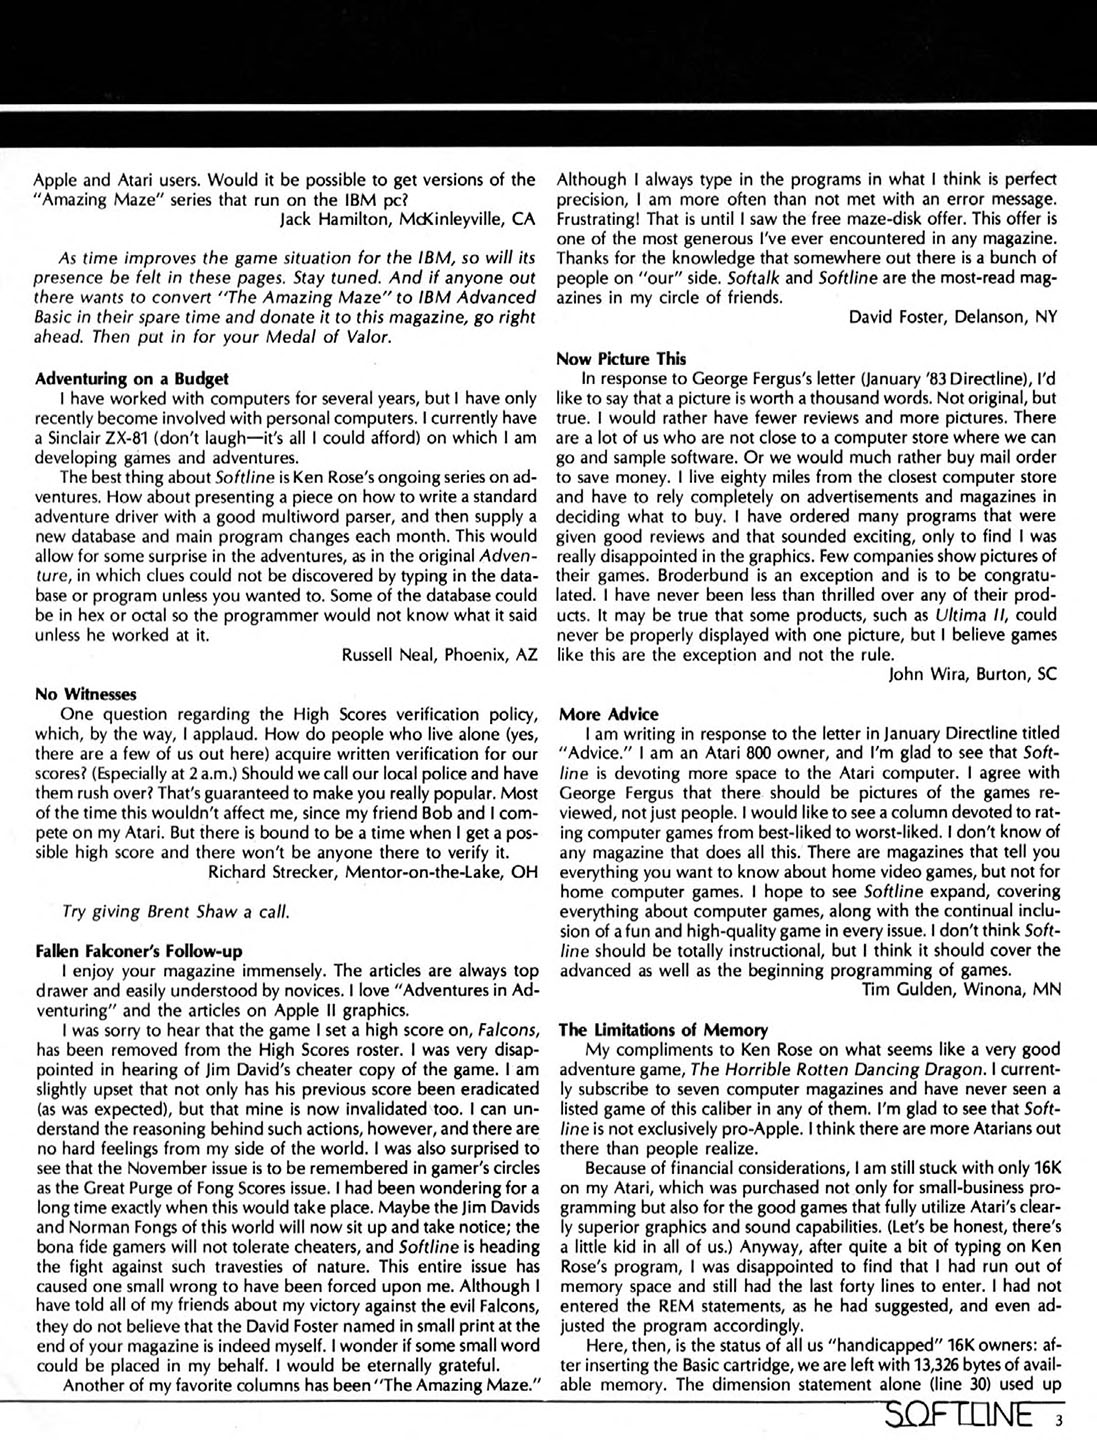 Apple and Atari users. Would it be possible to get versions of the
"Amazing Maze" series that run on the IBM pc?
Jack Hamilton, McKinleyville, CA
As time improves the game situation for the IBM, so will its
presence be felt in these pages. Stay tuned. And if anyone out
there wants to convert "The Amazing Maze" to IBM Advanced
Basic in their spare time and donate it to this magazine, go right
ahead. Then put in for your Medal of Valor.
Adventuring on a Budget
I have worked with computers for several years, but I have only
recently become involved with personal computers. I currently have
a Sinclair ZX-81 (don't laugh—it's all I could afford) on which I am
developing games and adventures.
The best thing about Softline is Ken Rose's ongoing series on ad-
ventures. How about presenting a piece on how to write a standard
adventure driver with a good multiword parser, and then supply a
new database and main program changes each month. This would
allow for some surprise in the adventures, as in the original Adven-
ture, in which clues could not be discovered by typing in the data-
base or program unless you wanted to. Some of the database could
be in hex or octal so the programmer would not know what it said
unless he worked at it.
Russell Neal, Phoenix, AZ
No Witnesses
One question regarding the High Scores verification policy,
which, by the way, I applaud. How do people who live alone (yes,
there are a few of us out here) acquire written verification for our
scores? (Especially at 2 a.m.) Should we call our local police and have
them rush over? That's guaranteed to make you really popular. Most
of the time this wouldn't affect me, since my friend Bob and I com-
pete on my Atari. But there is bound to be a time when I get a pos-
sible high score and there won't be anyone there to verify it.
Richard Strecker, Mentor-on-the-Lake, OH
Try giving Brent Shaw a call.
Fallen Falconer's Follow-up
I enjoy your magazine immensely. The articles are always top
drawer and easily understood by novices. I love "Adventures in Ad-
venturing" and the articles on Apple II graphics.
I was sorry to hear that the game I set a high score on, Falcons,
has been removed from the High Scores roster. I was very disap-
pointed in hearing of Jim David's cheater copy of the game. I am
slightly upset that not only has his previous score been eradicated
(as was expected), but that mine is now invalidated too. I can un-
derstand the reasoning behind such actions, however, and there are
no hard feelings from my side of the world. I was also surprised to
see that the November issue is to be remembered in gamer's circles
as the Great Purge of Fong Scores issue. I had been wondering for a
long time exactly when this would take place. Maybe the Jim Davids
and Norman Fongs of this world will now sit up and take notice; the
bona fide gamers will not tolerate cheaters, and Softline is heading
the fight against such travesties of nature. This entire issue has
caused one small wrong to have been forced upon me. Although I
have told all of my friends about my victory against the evil Falcons,
they do not believe that the David Foster named in small print at the
end of your magazine is indeed myself. I wonder if some small word
could be placed in my behalf. I would be eternally grateful.
Another of my favorite columns has been "The Amazing Maze."
Although I always type in the programs in what I think is perfect
precision, I am more often than not met with an error message.
Frustrating! That is until I saw the free maze-disk offer. This offer is
one of the most generous I've ever encountered in any magazine.
Thanks for the knowledge that somewhere out there is a bunch of
people on "our" side. Softalk and Softline are the most-read mag-
azines in my circle of friends.
David Foster, Delanson, NY
Now Picture This
In response to George Fergus's letter (January '83 Directline), I'd
like to say that a picture is worth a thousand words. Not original, but
true. I would rather have fewer reviews and more pictures. There
are a lot of us who are not close to a computer store where we can
go and sample software. Or we would much rather buy mail order
to save money. I live eighty miles from the closest computer store
and have to rely completely on advertisements and magazines in
deciding what to buy. I have ordered many programs that were
given good reviews and that sounded exciting, only to find I was
really disappointed in the graphics. Few companies show pictures of
their games. Broderbund is an exception and is to be congratu-
lated. I have never been less than thrilled over any of their prod-
ucts. It may be true that some products, such as Ultima II, could
never be properly displayed with one picture, but I believe games
like this are the exception and not the rule.
John Wira, Burton, SC
More Advice
I am writing in response to the letter in January Directline titled
"Advice." I am an Atari 800 owner, and I'm glad to see that Soft-
line is devoting more space to the Atari computer. I agree with
George Fergus that there should be pictures of the games re-
viewed, not just people. I would like to see a column devoted to rat-
ing computer games from best-liked to worst-liked. I don't know of
any magazine that does all this. There are magazines that tell you
everything you want to know about home video games, but not for
home computer games. I hope to see Softline expand, covering
everything about computer games, along with the continual inclu-
sion of a fun and high-quality game in every issue. I don't think Soft-
line should be totally instructional, but I think it should cover the
advanced as well as the beginning programming of games.
Tim Gulden, Winona, MN
The Limitations of Memory
My compliments to Ken Rose on what seems like a very good
adventure game, The Horrible Rotten Dancing Dragon. I current-
ly subscribe to seven computer magazines and have never seen a
listed game of this caliber in any of them. I'm glad to see that Soft-
line is not exclusively pro-Apple. I think there are more Atarians out
there than people realize.
Because of financial considerations, I am still stuck with only 16K
on my Atari, which was purchased not only for small-business pro-
gramming but also for the good games that fully utilize Atari's clear-
ly superior graphics and sound capabilities. (Let's be honest, there's
a little kid in all of us.) Anyway, after quite a bit of typing on Ken
Rose's program, I was disappointed to find that I had run out of
memory space and still had the last forty lines to enter. I had not
entered the REM statements, as he had suggested, and even ad-
justed the program accordingly.
Here, then, is the status of all us "handicapped" 16K owners: af-
ter inserting the Basic cartridge, we are left with 13,326 bytes of avail-
able memory. The dimension statement alone (line 30) used up
SOFTLINE 3